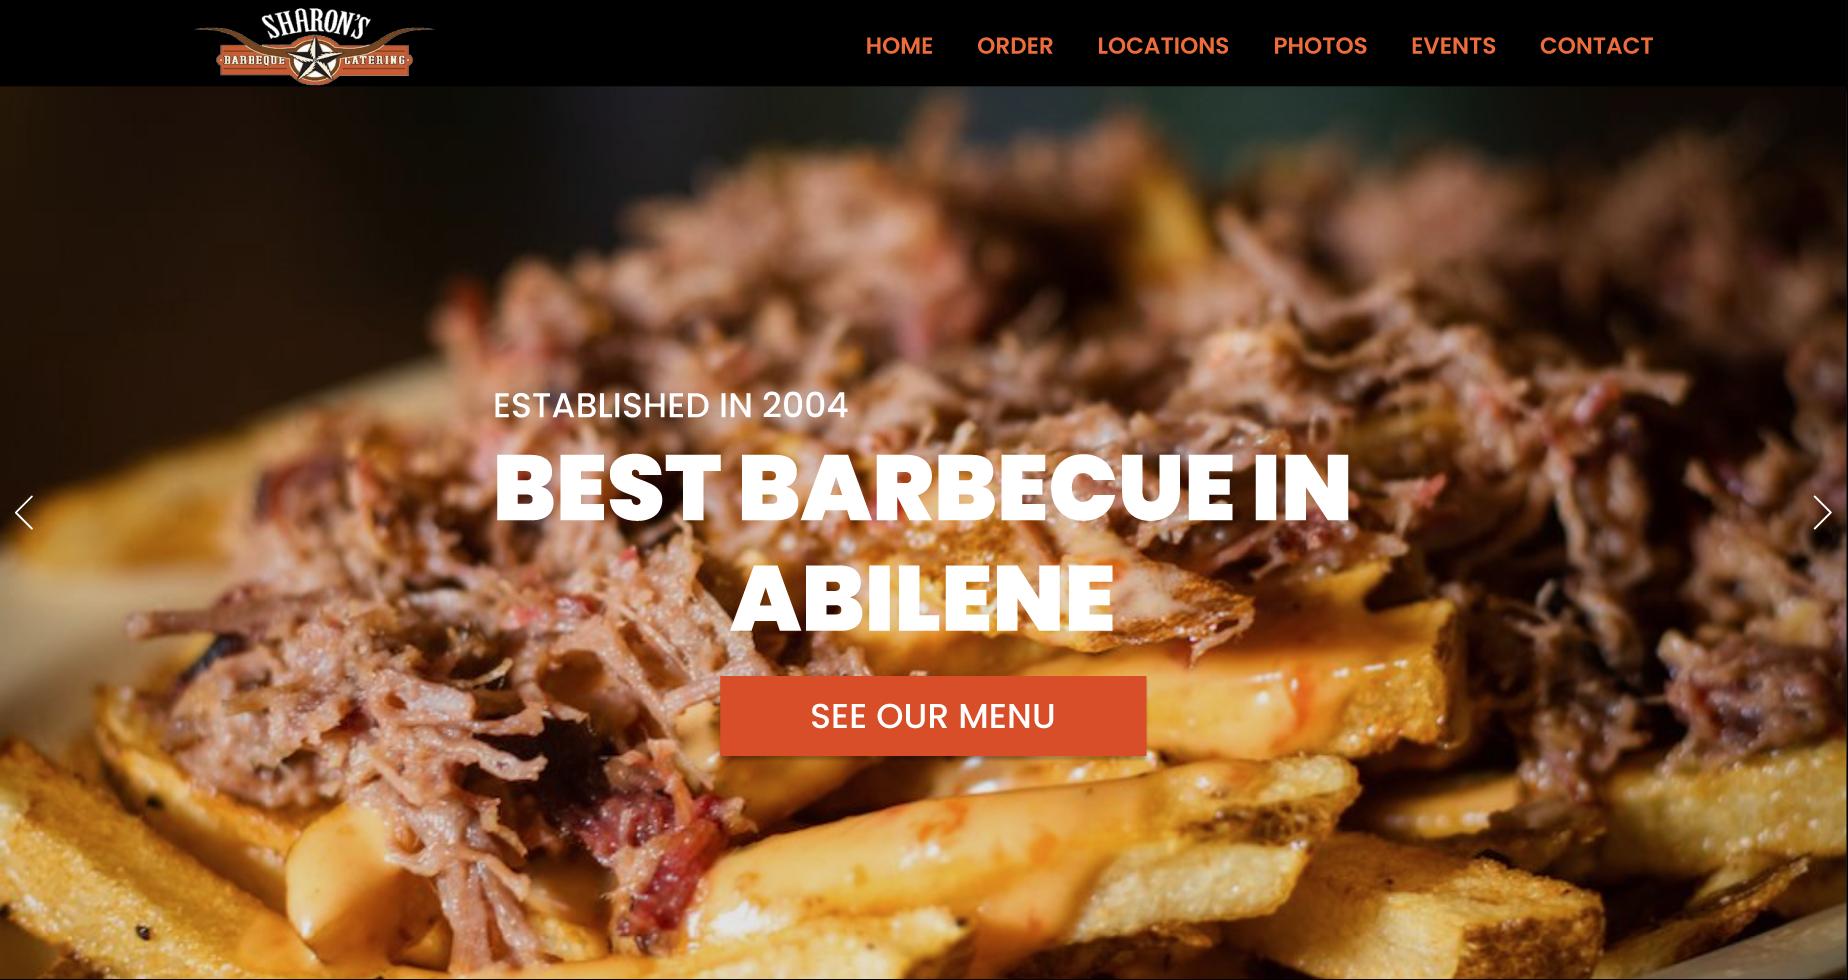 SHARON'S
BARBEQUE CATERING
HOME ORDER LOCATIONS PHOTOS EVENTS CONTACT
ESTABLISHED IN 2004
BEST BARBECUE IN
ABILENE
SEE OUR MENU